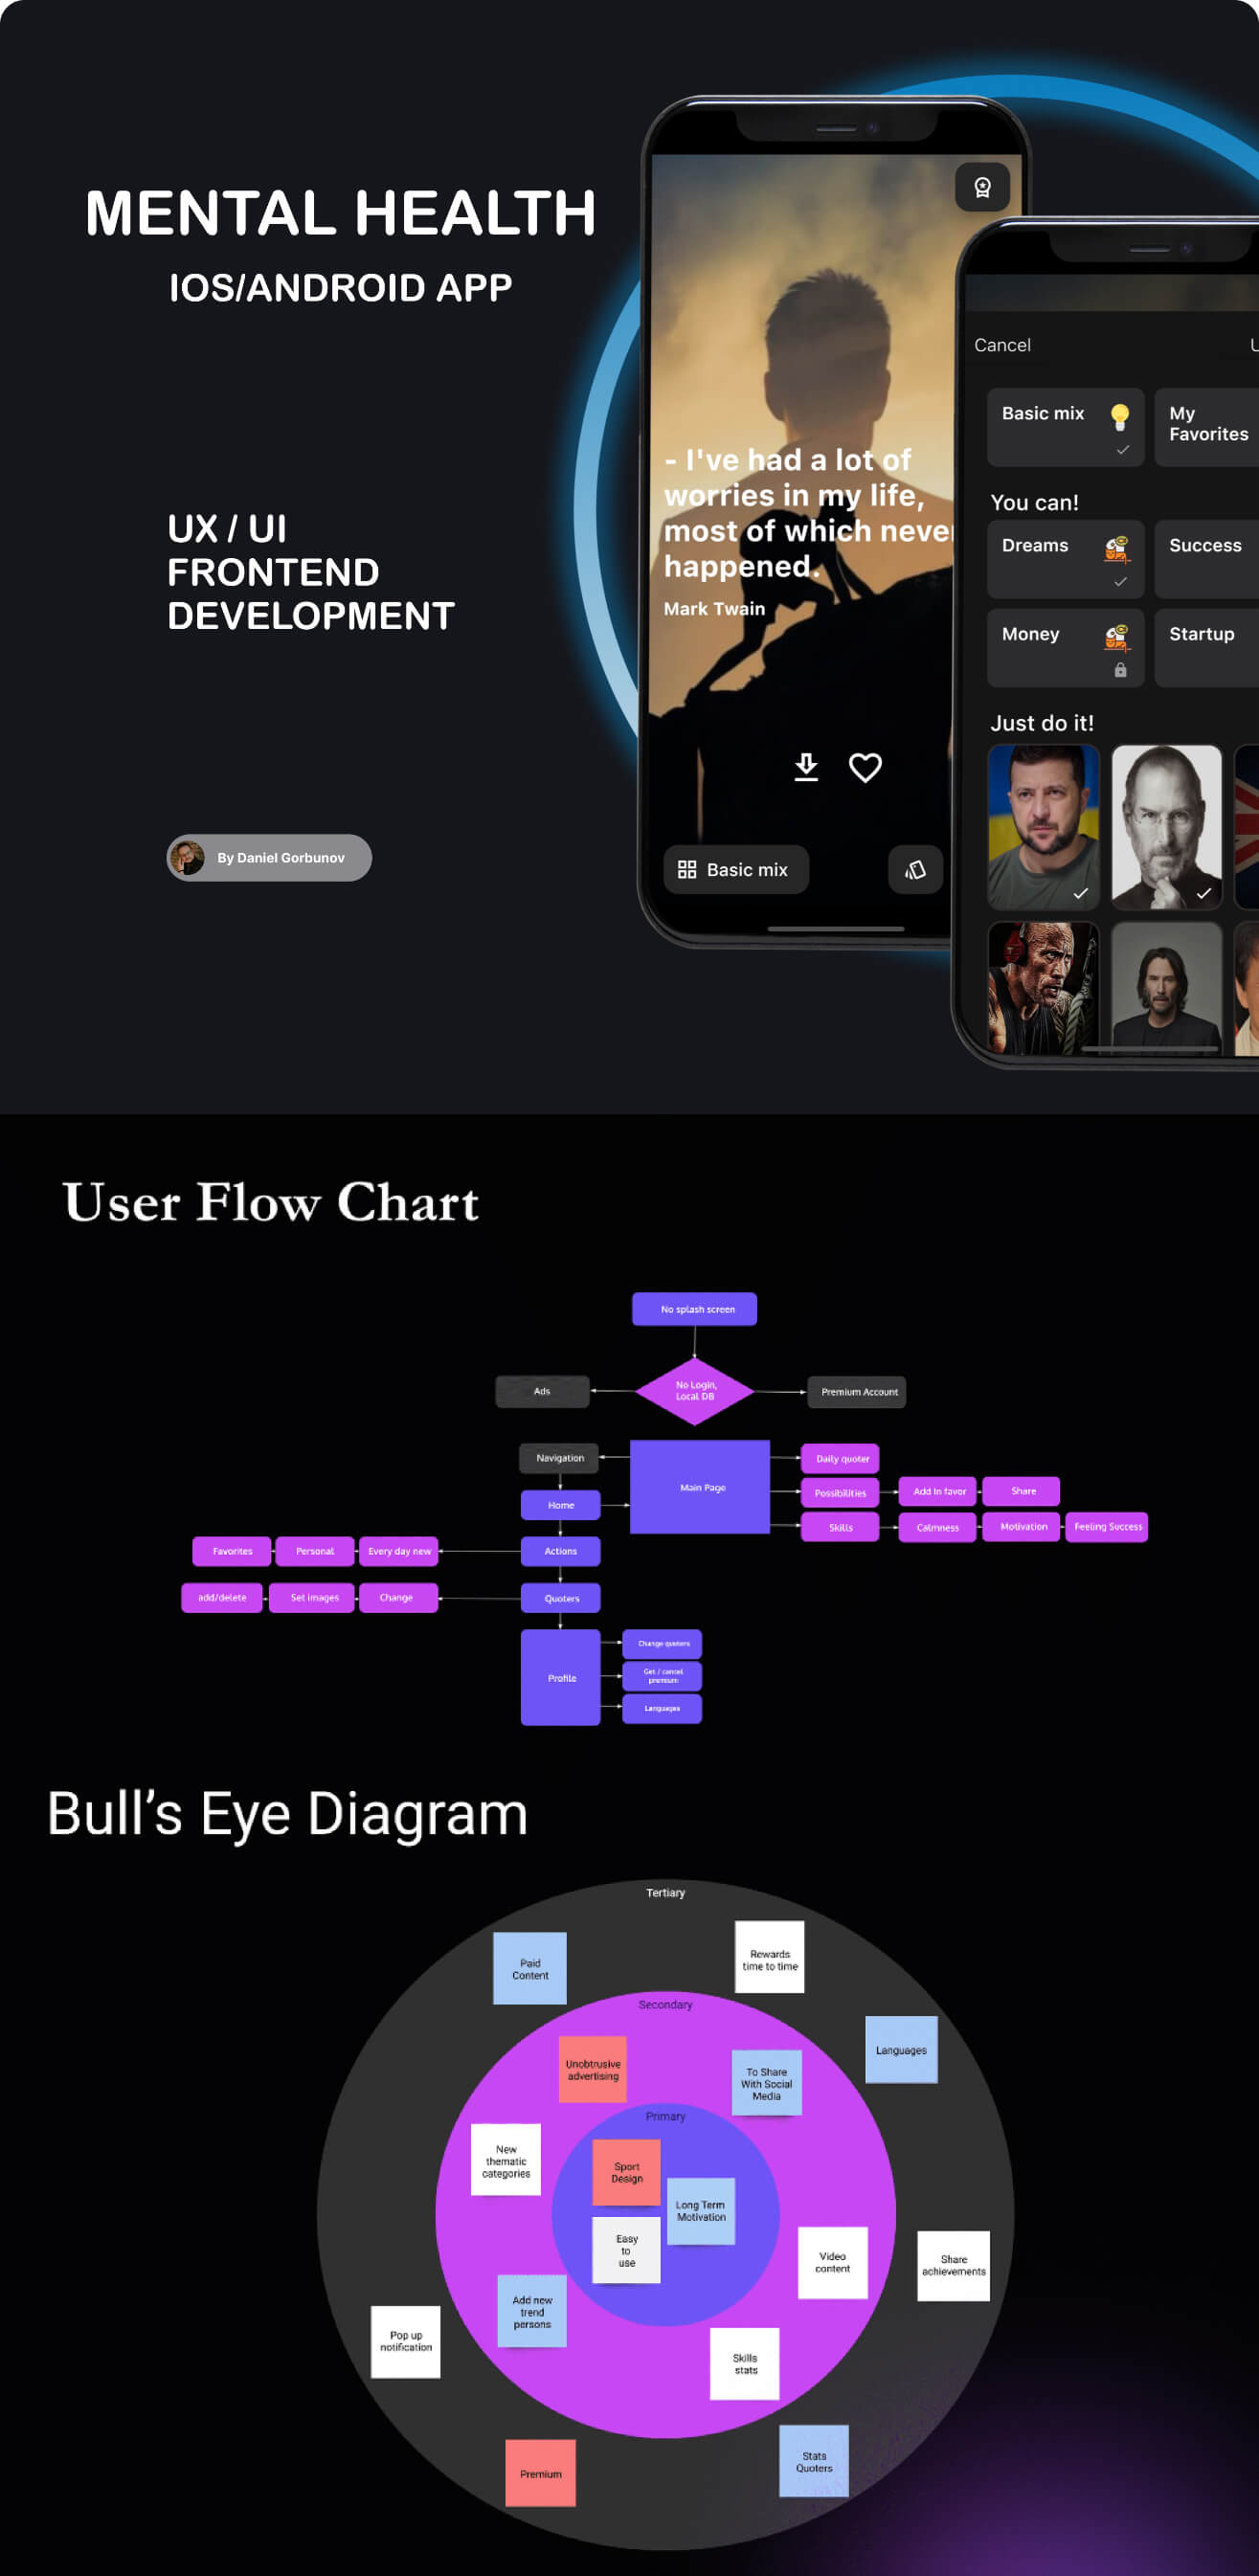 MENTAL HEALTH
IOS/ANDROID APP
UX / UI
FRONTEND
DEVELOPMENT
By Daniel Gorbunov
- I've had a lot of
worries in my life,
most of which never
happened.
Mark Twain
Basic mix
Cancel
U
Basic mix
My
Favorites
You can!
Dreams
Success
Money
Startup
Just do it!
User Flow Chart
No splash screen
No Login,
Local DB
Ads
Premium Account
Navigation
Main Page
Daily quoter
Home
Possibilities
Add In favor
Share
Skills
Calmness
Motivation
Feeling Success
Favorites
Personal
Every day new
Actions
add/delete
Set images
Change
Quoters
Profile
Change quoters
Get / cancel
premium
Languages
Bull’s Eye Diagram
Tertiary
Paid
Content
Rewards
time to time
Secondary
Languages
Unobtrusive
advertising
To Share
With Social
Media
Primary
New
thematic
categories
Sport
Design
Long Term
Motivation
Easy
to
use
Video
content
Share
achievements
Add new
trend
persons
Pop up
notification
Skills
stats
Stats
Quoters
Premium